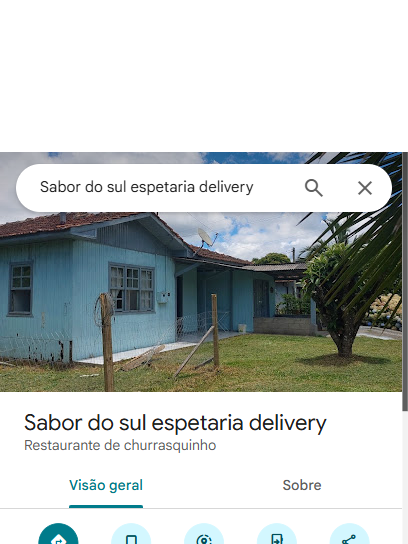 Sabor do sul espetaria delivery
Sabor do sul espetaria delivery
Restaurante de churrasquinho
Visão geral
Sobre